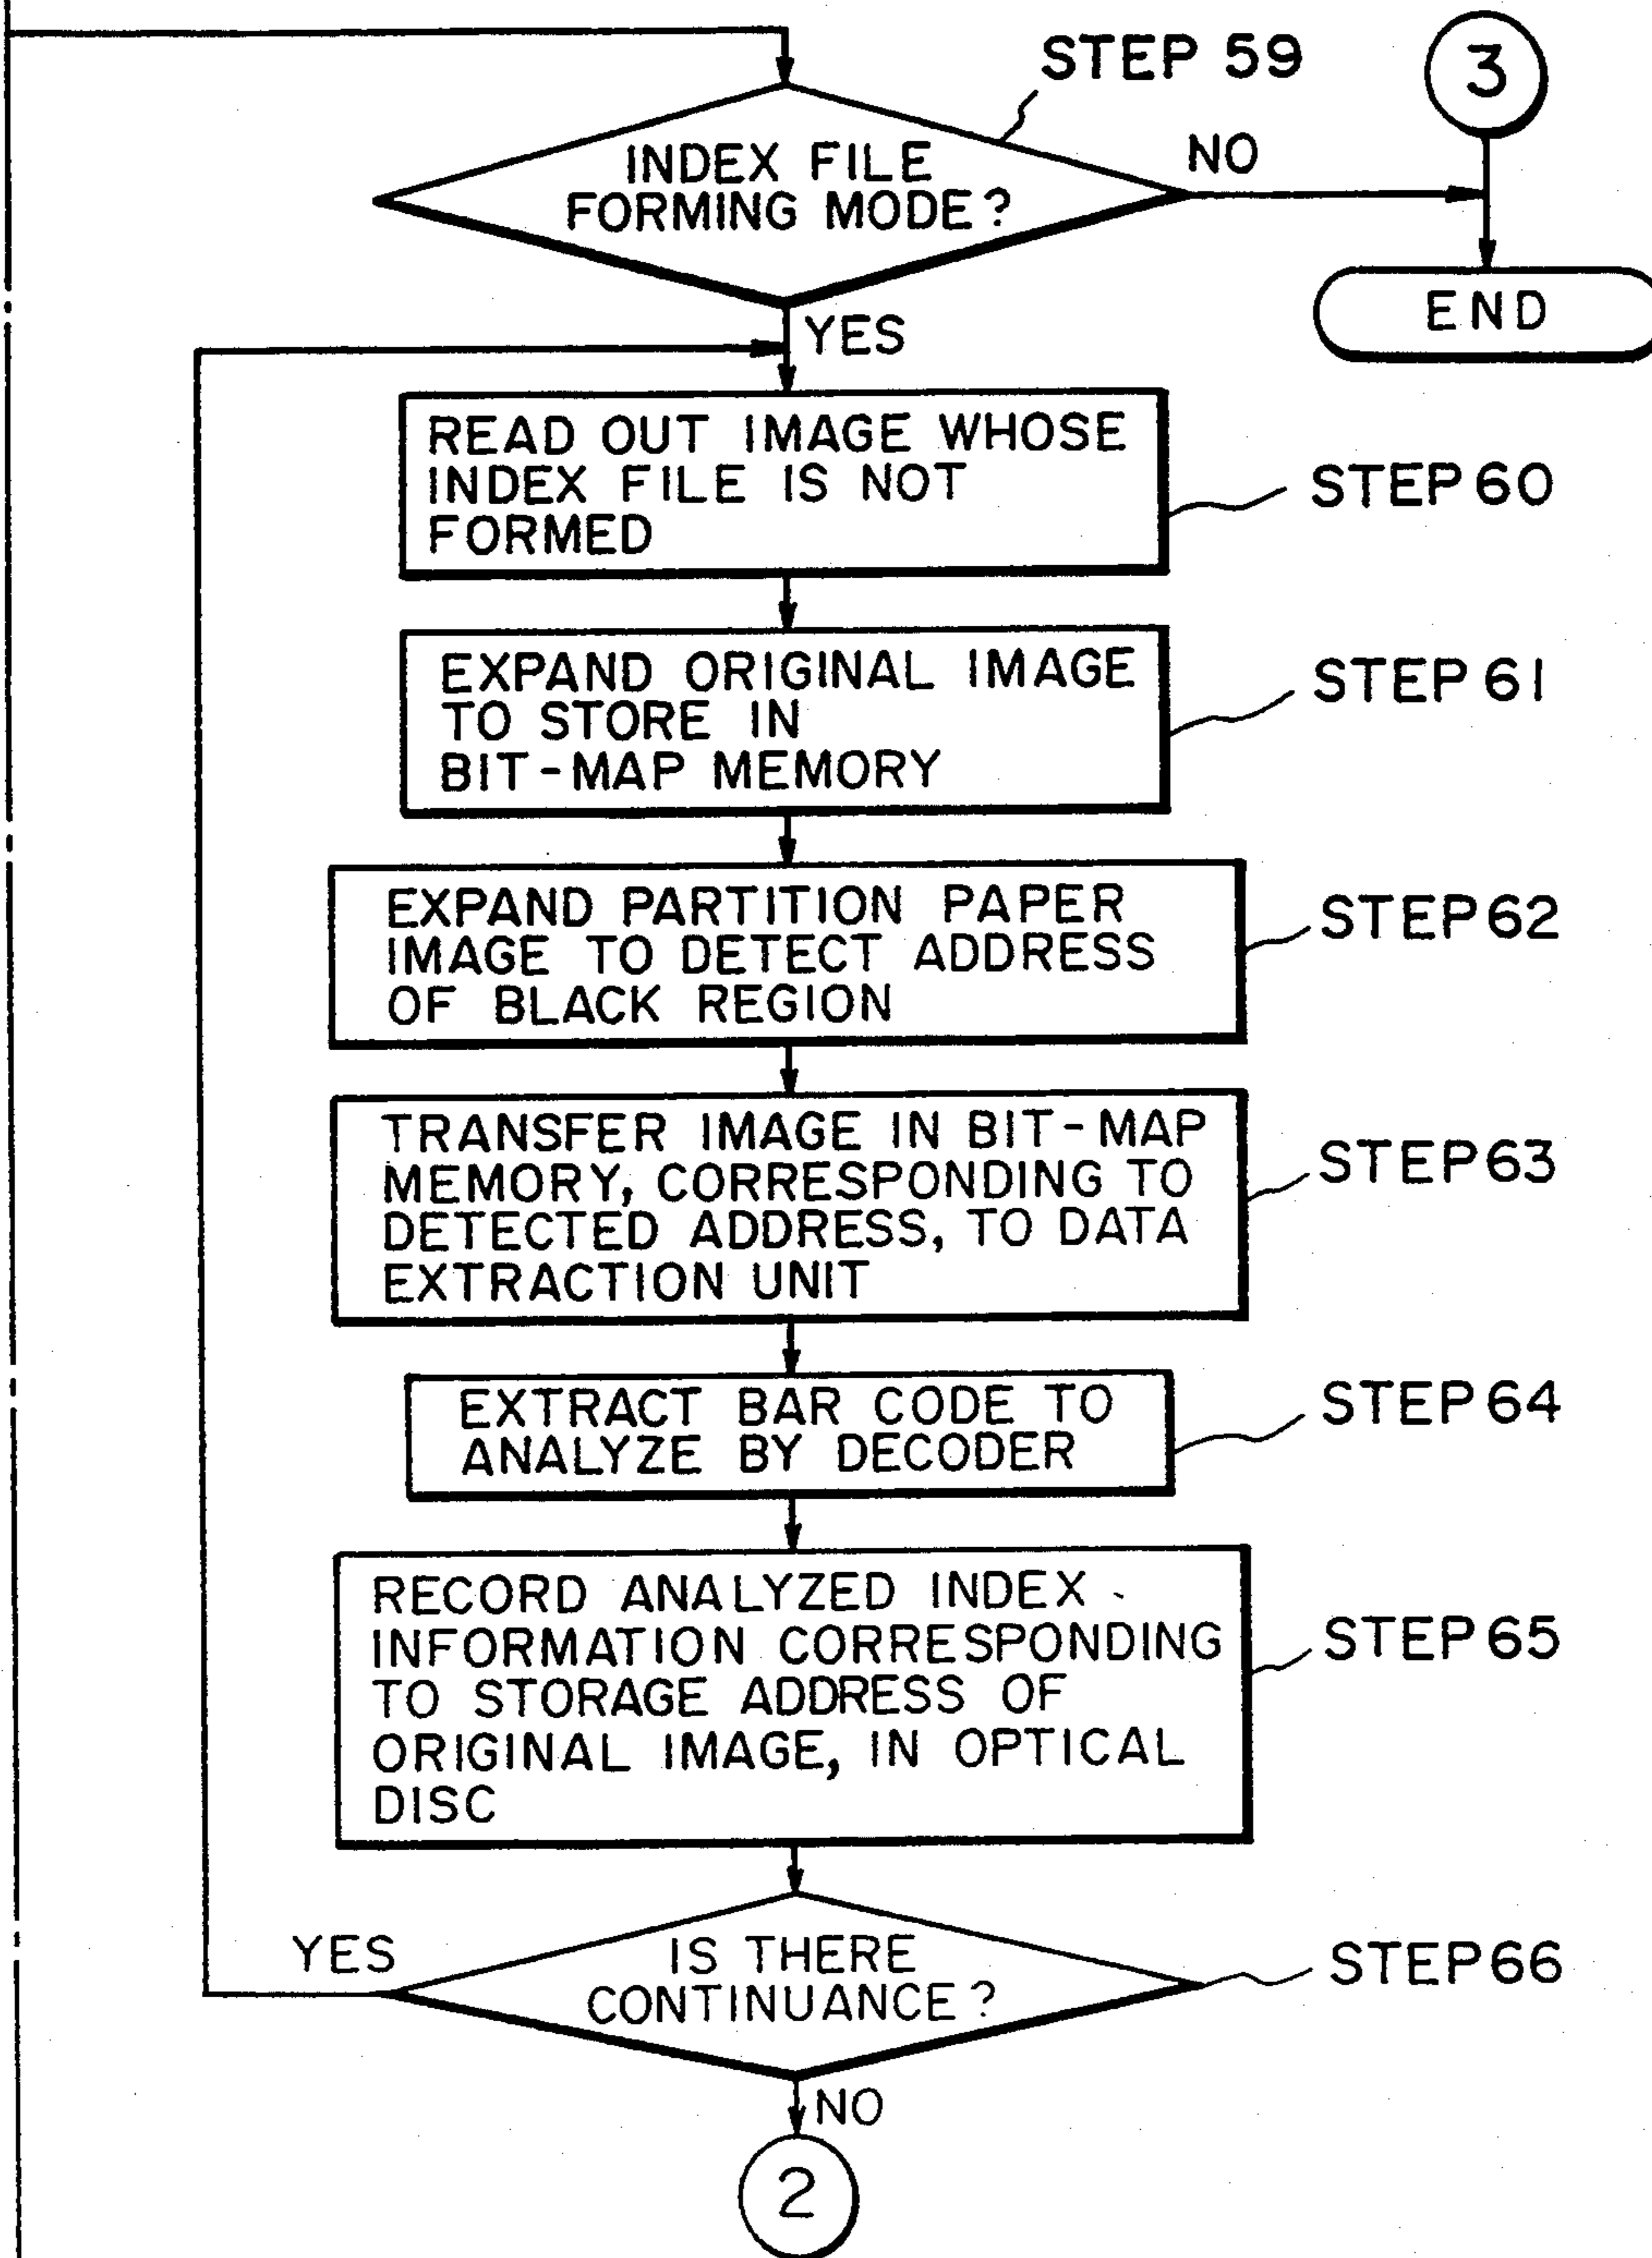 STEP 59
3
INDEX FILE
FORMING MODE?
NO
END
YES
READ OUT IMAGE WHOSE
INDEX FILE IS NOT
FORMED
STEP 60
EXPAND ORIGINAL IMAGE
TO STORE IN
BIT-MAP MEMORY
STEP 61
EXPAND PARTITION PAPER
IMAGE TO DETECT ADDRESS
OF BLACK REGION
STEP 62
TRANSFER IMAGE IN BIT-MAP
MEMORY, CORRESPONDING TO
DETECTED ADDRESS, TO DATA
EXTRACTION UNIT
STEP 63
EXTRACT BAR CODE TO
ANALYZE BY DECODER
STEP 64
RECORD ANALYZED INDEX
INFORMATION CORRESPONDING
TO STORAGE ADDRESS OF
ORIGINAL IMAGE, IN OPTICAL
DISC
STEP 65
YES
IS THERE
CONTINUANCE?
STEP 66
NO
2